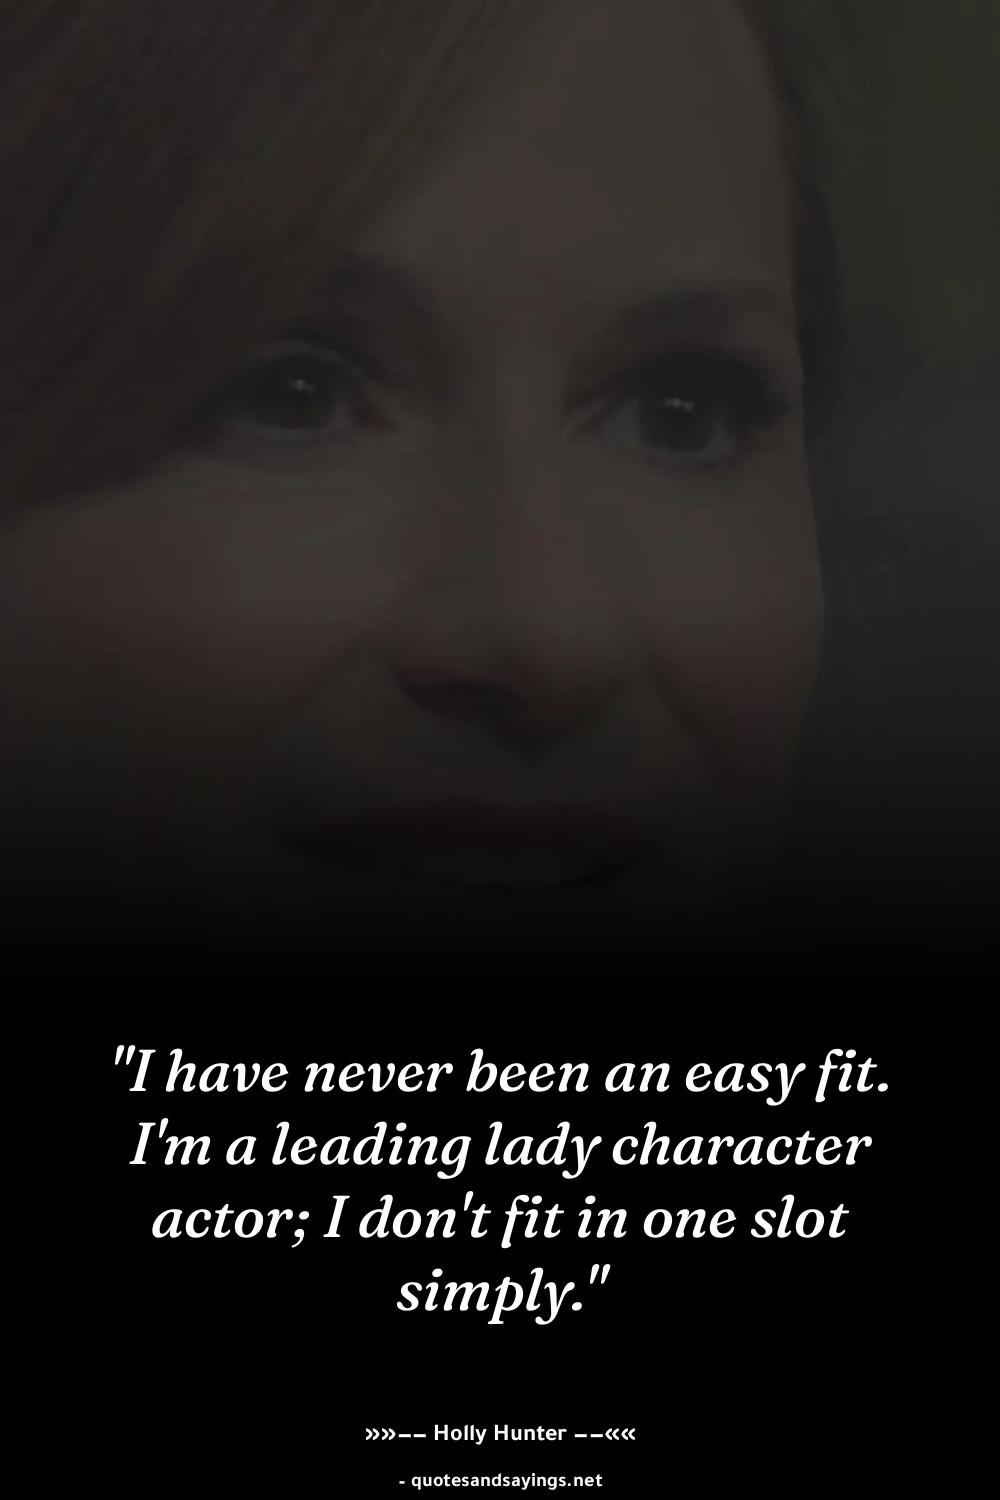 "I have never been an easy fit.
I'm a leading lady character
actor; I don't fit in one slot
simply."
»»–– Holly Hunter ––««
- quotesandsayings.net